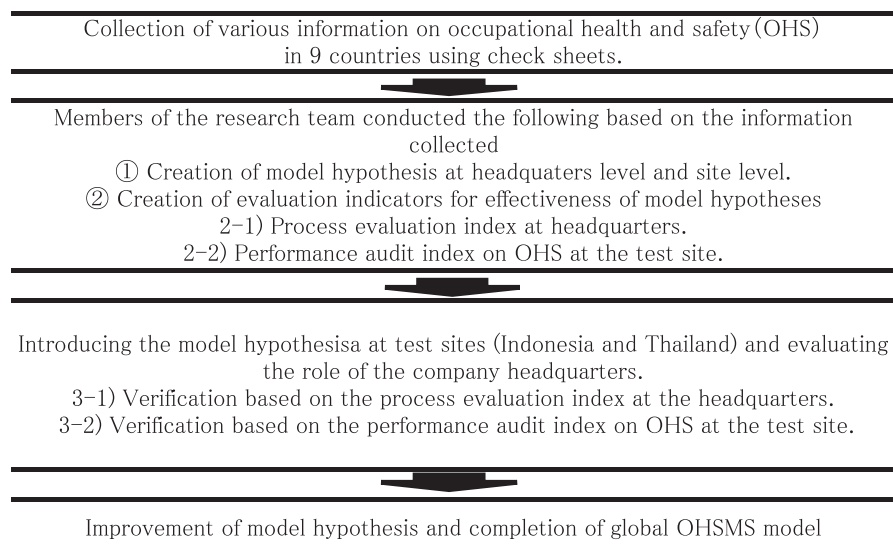 Collection of various information on occupational health and safety(OHS)
in 9 countries using check sheets.
Members of the research team conducted the following based on the information
collected
① Creation of model hypothesis at headquaters level and site level.
② Creation of evaluation indicators for effectiveness of model hypotheses
2-1) Process evaluation index at headquarters.
2-2) Performance audit index on OHS at the test site.
Introducing the model hypothesisa at test sites (Indonesia and Thailand) and evaluating
the role of the company headquarters.
3-1) Verification based on the process evaluation index at the headquarters.
3-2) Verification based on the performance audit index on OHS at the test site.
Improvement of model hypothesis and completion of global OHSMS model